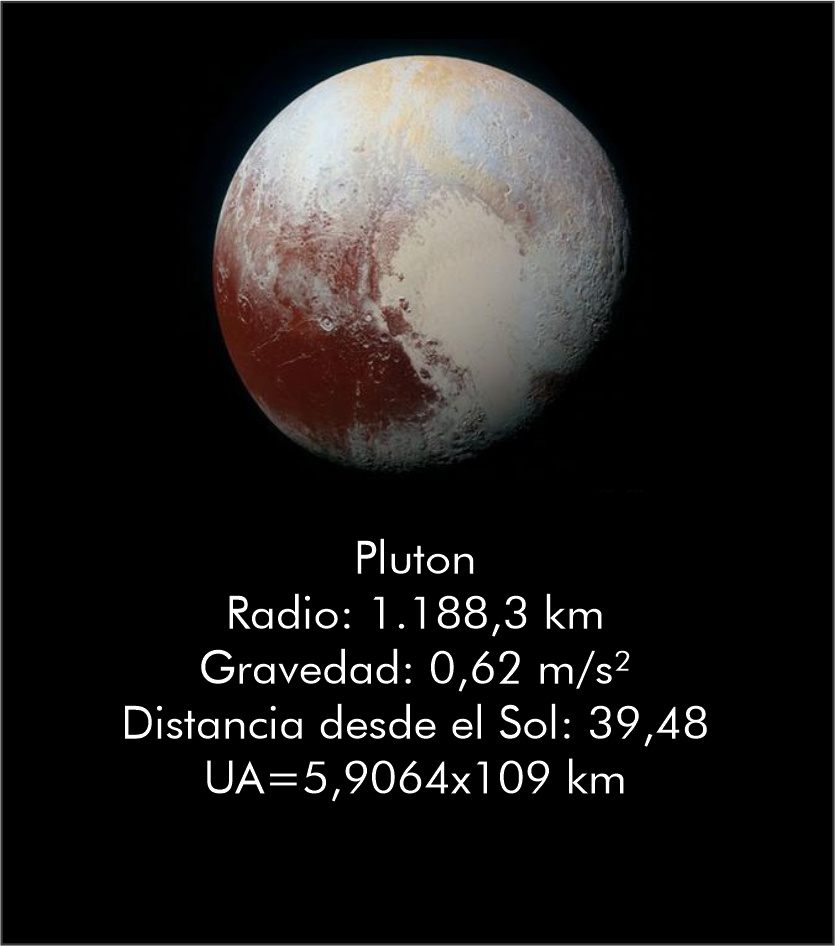 Pluton
Radio: 1.188,3 km
Gravedad: 0,62 m/s²
Distancia desde el Sol: 39,48
UA=5,9064x109 km